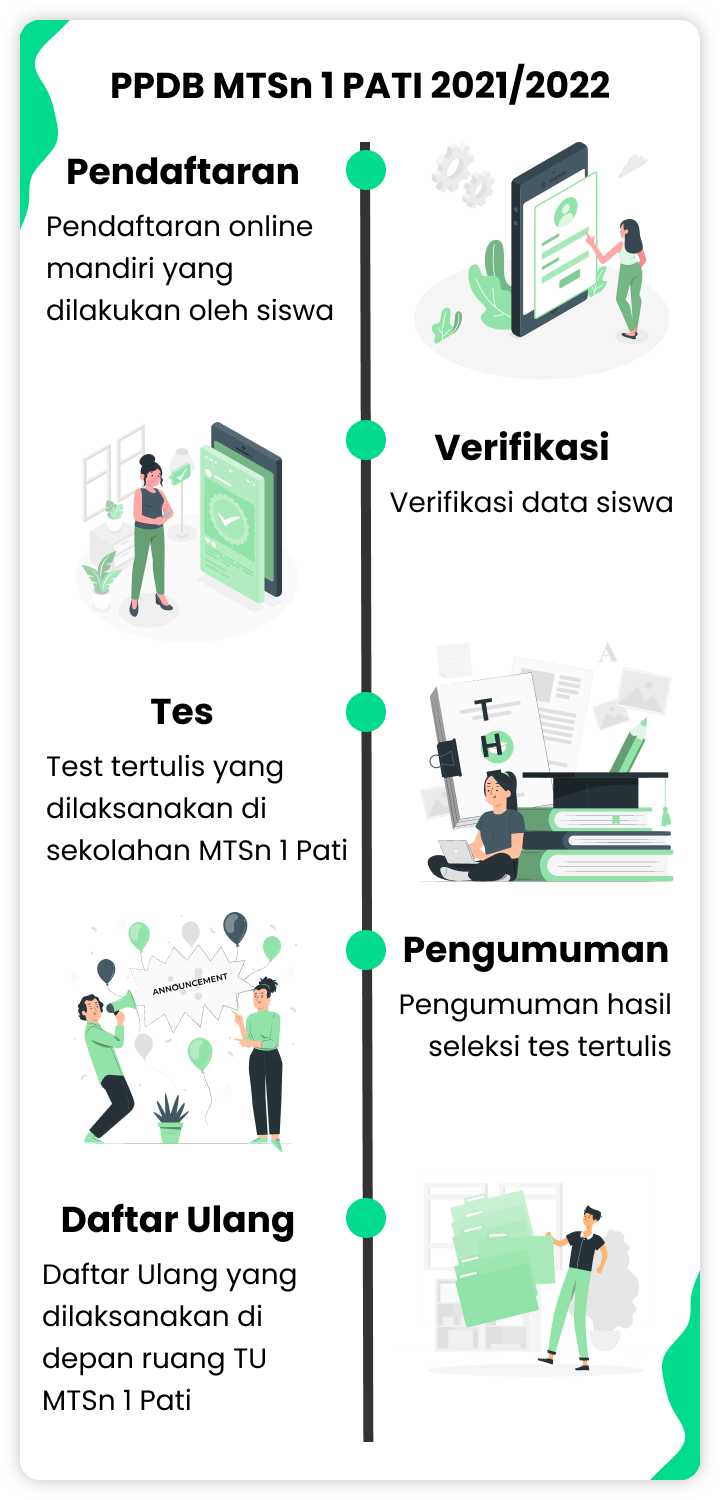 PPDB MTSn 1 PATI 2021/2022
Pendaftaran
Pendaftaran online
mandiri yang
dilakukan oleh siswa
Verifikasi
Verifikasi data siswa
Tes
Test tertulis yang
dilaksanakan di
sekolahan MTSn 1 Pati
A
T
H
ANNOUNCEMENT
Pengumuman
Pengumuman hasil
seleksi tes tertulis
Daftar Ulang
Daftar Ulang yang
dilaksanakan di
depan ruang TU
MTSn 1 Pati